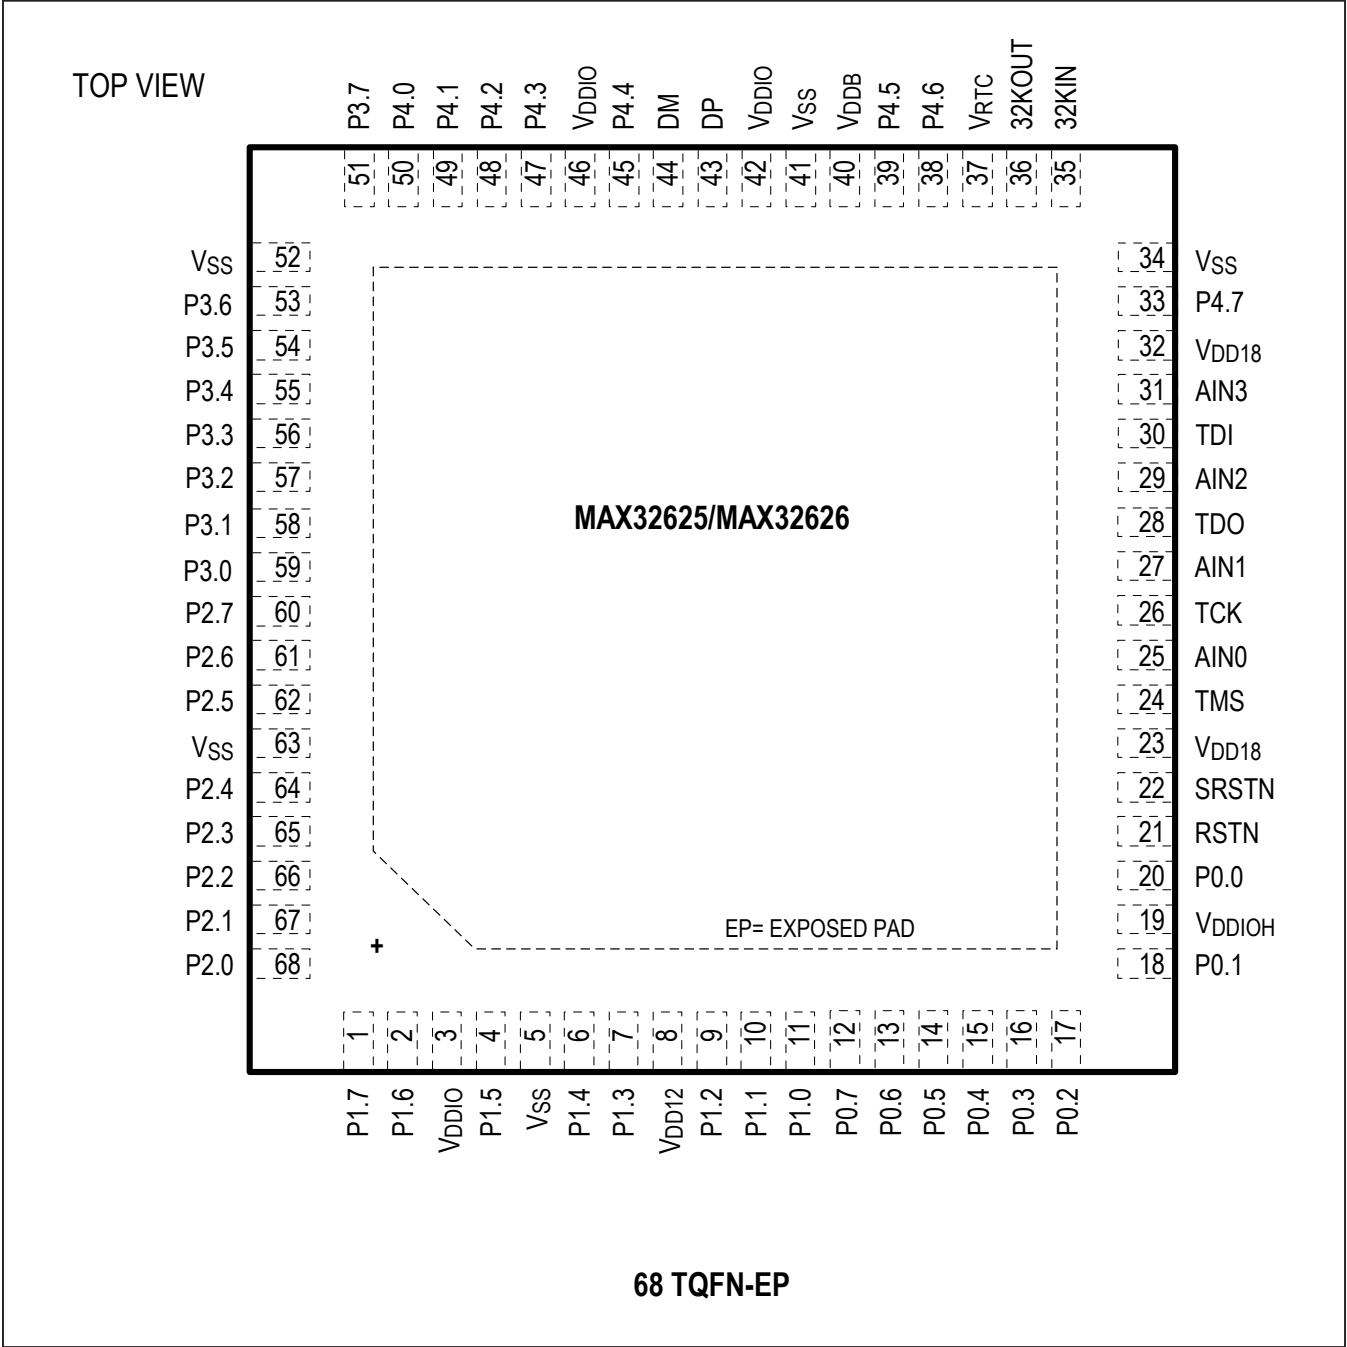 TOP VIEW
P3.7 P4.0 P4.1 P4.2 P4.3 VDDIO P4.4 DM DP VDDIO VSS VDDB P4.5 P4.6 VRTC 32KOUT 32KIN
51 50 49 48 47 46 45 44 43 42 41 40 39 38 37 36 35
VSS 52
P3.6 53
P3.5 54
P3.4 55
P3.3 56
P3.2 57
P3.1 58
P3.0 59
P2.7 60
P2.6 61
P2.5 62
VSS 63
P2.4 64
P2.3 65
P2.2 66
P2.1 67
P2.0 68
34 VSS
33 P4.7
32 VDD18
31 AIN3
30 TDI
29 AIN2
28 TDO
27 AIN1
26 TCK
25 AIN0
24 TMS
23 VDD18
22 SRSTN
21 RSTN
20 P0.0
19 VDDIOH
18 P0.1
MAX32625/MAX32626
EP= EXPOSED PAD
+
1 2 3 4 5 6 7 8 9 10 11 12 13 14 15 16 17
P1.7 P1.6 VDDIO P1.5 VSS P1.4 P1.3 VDD12 P1.2 P1.1 P1.0 P0.7 P0.6 P0.5 P0.4 P0.3 P0.2
68 TQFN-EP